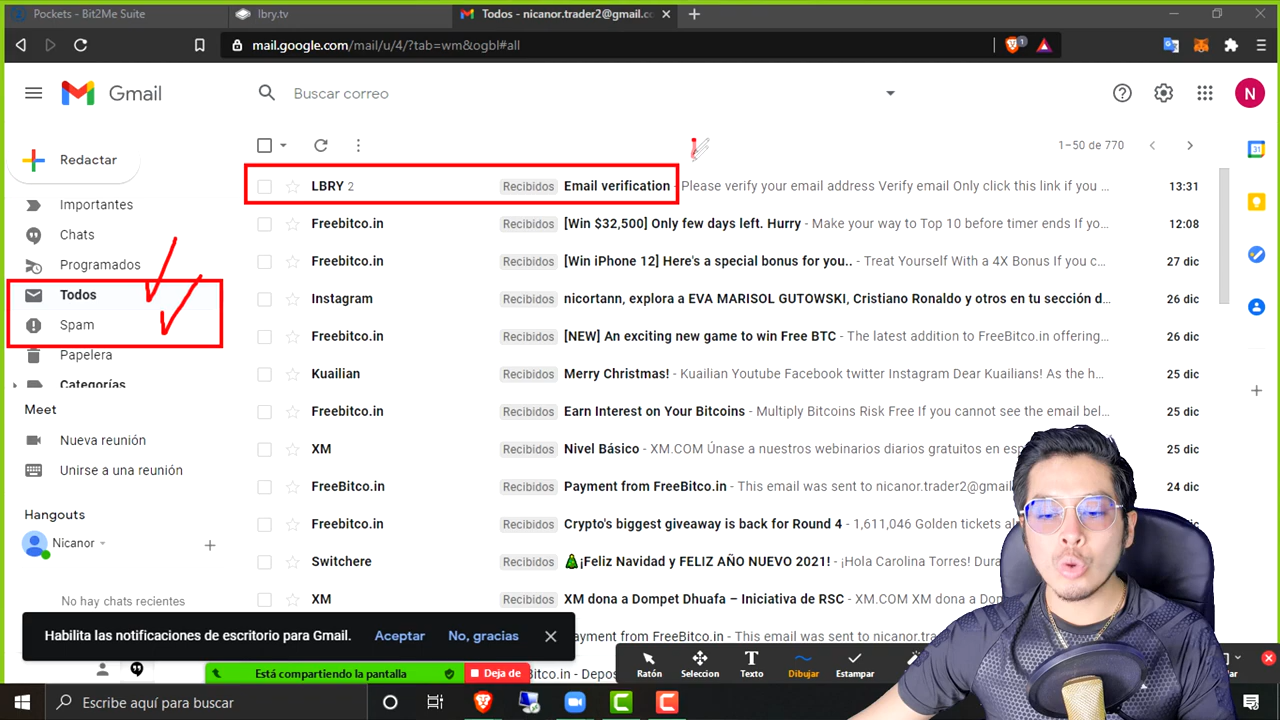 Pockets - Bit2Me Suite
lbry.tv
Todos - nicanor.trader2@gmail.cc
mail.google.com/mail/u/4/?tab=wm&ogbl#all
1
Gmail
Buscar correo
N
Redactar
1–50 de 770
31
Importantes
Chats
Programados
Todos
Spam
Papelera
Categorías
Meet
Nueva reunión
Unirse a una reunión
Hangouts
Nicanor
No hay chats recientes
LBRY 2 Recibidos Email verification - Please verify your email address Verify email Only click this link if you ... 13:31
Freebitco.in Recibidos [Win $32,500] Only few days left. Hurry - Make your way to Top 10 before timer ends If yo... 12:08
Freebitco.in Recibidos [Win iPhone 12] Here's a special bonus for you.. - Treat Yourself With a 4X Bonus If you c... 27 dic
Instagram Recibidos nicortann, explora a EVA MARISOL GUTOWSKI, Cristiano Ronaldo y otros en tu sección d... 26 dic
Freebitco.in Recibidos [NEW] An exciting new game to win Free BTC - The latest addition to FreeBitco.in offering... 26 dic
Kuailian Recibidos Merry Christmas! - Kuailian Youtube Facebook twitter Instagram Dear Kuailians! As the h... 25 dic
Freebitco.in Recibidos Earn Interest on Your Bitcoins - Multiply Bitcoins Risk Free If you cannot see the email bel... 25 dic
XM Recibidos Nivel Básico - XM.COM Únase a nuestros webinarios diarios gratuitos en esp 25 dic
FreeBitco.in Recibidos Payment from FreeBitco.in - This email was sent to nicanor.trader2@gmail 24 dic
Freebitco.in Recibidos Crypto's biggest giveaway is back for Round 4 - 1,611,046 Golden tickets al
Switchere Recibidos 🎄¡Feliz Navidad y FELIZ AÑO NUEVO 2021! - ¡Hola Carolina Torres! Dura
XM Recibidos XM dona a Dompet Dhuafa – Iniciativa de RSC - XM.COM XM dona a Domp
ayment from FreeBitco.in - This email was sent to nicanor.tr
tco.in - Depos
Habilita las notificaciones de escritorio para Gmail. Aceptar No, gracias
Está compartiendo la pantalla
Deja de
Ratón
Seleccion
Texto
Dibujar
Estampar
Escribe aquí para buscar